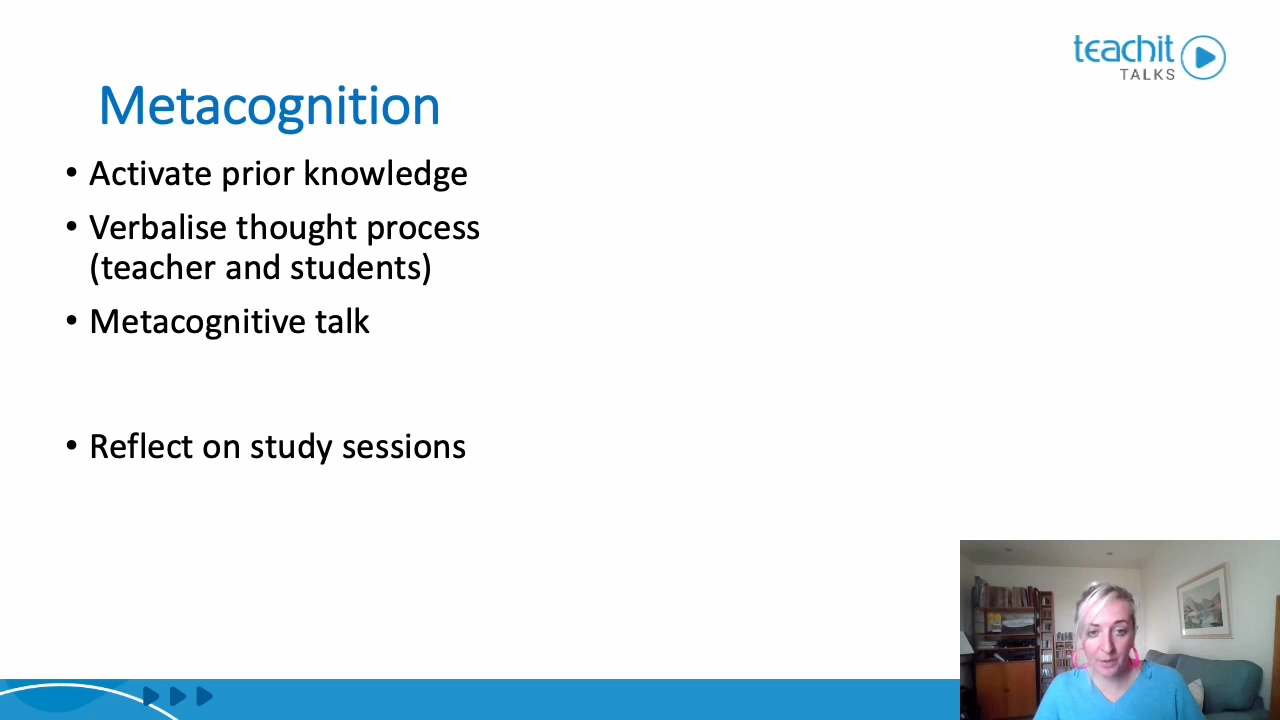 teachit
TALKS
Metacognition
• Activate prior knowledge
• Verbalise thought process
(teacher and students)
• Metacognitive talk
• Reflect on study sessions